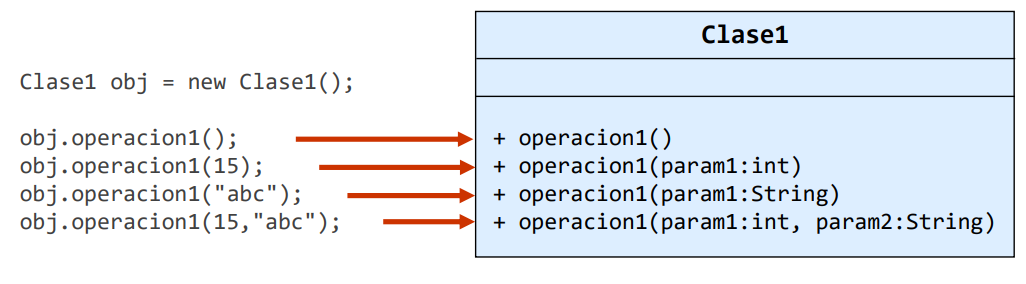 Clase1
Clase1 obj = new Clase1();
obj.operacion1();
obj.operacion1(15);
obj.operacion1("abc");
obj.operacion1(15,"abc");
+ operacion1()
+ operacion1(param1:int)
+ operacion1(param1:String)
+ operacion1(param1:int, param2:String)